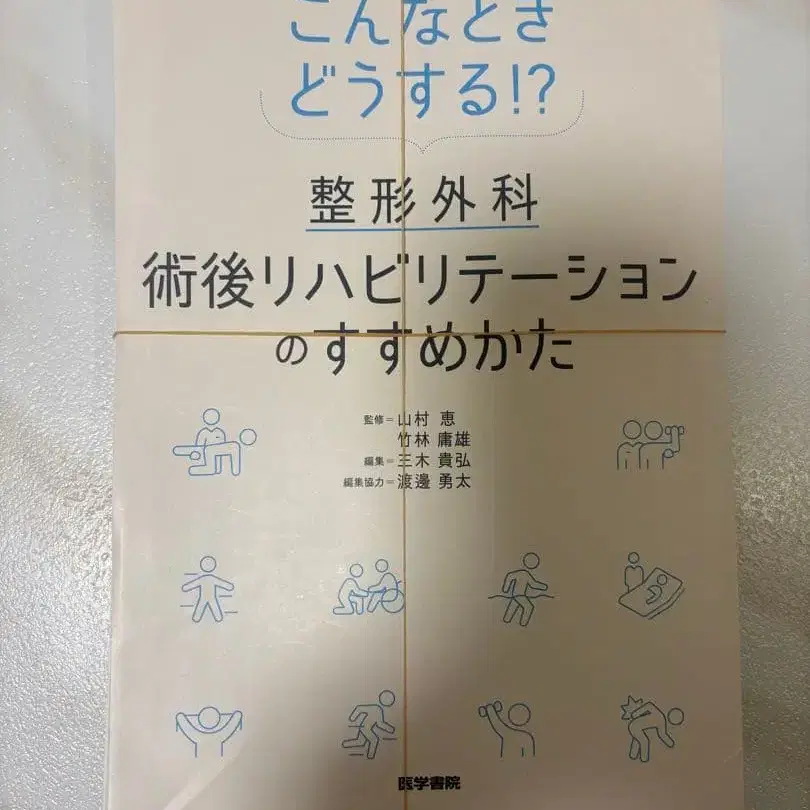 こんなとき
どうする!?
整形外科
術後リハビリテーション
のすすめかた
監修＝山村 恵
竹林 庸雄
編集＝三木 貴弘
編集協力＝渡邊 勇太
医学書院